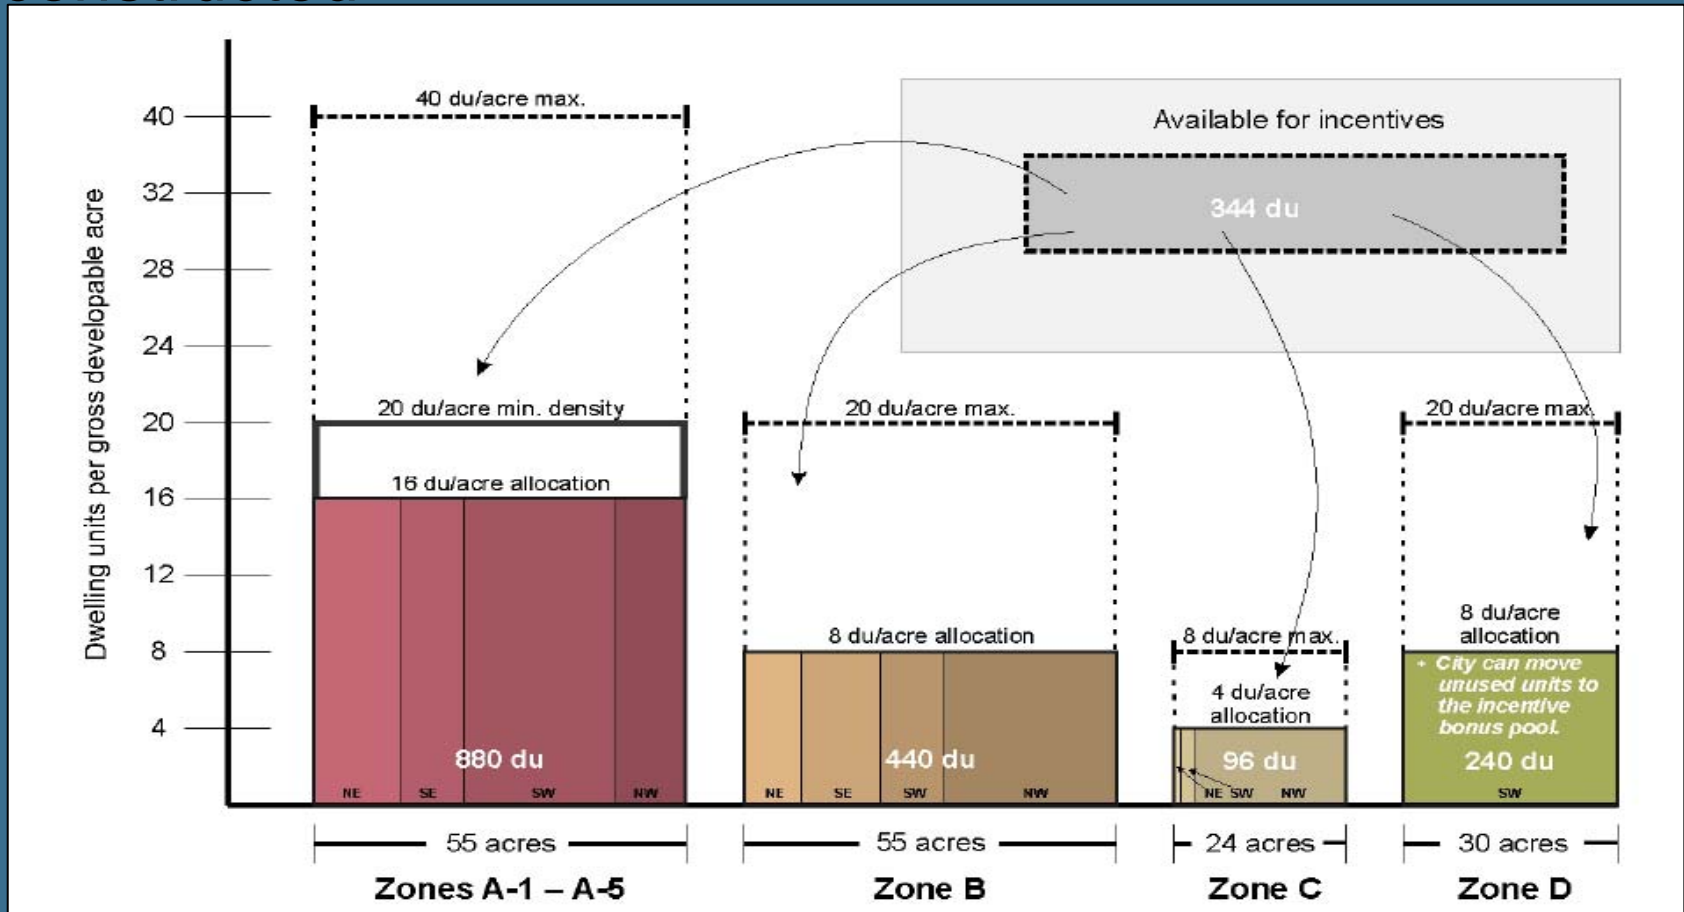 40 du/acre max.
Available for incentives
344 du
Dwelling units per gross developable acre
40
32
28
24
20
16
12
8
4
20 du/acre min. density
16 du/acre allocation
880 du
NE SE SW NW
20 du/acre max.
8 du/acre allocation
440 du
NE SE SW NW
8 du/acre max.
4 du/acre
allocation
96 du
NE SW NW
20 du/acre max.
8 du/acre
allocation
+ City can move
unused units to
the incentive
bonus pool.
240 du
SW
55 acres
55 acres
24 acres
30 acres
Zones A-1 – A-5
Zone B
Zone C
Zone D